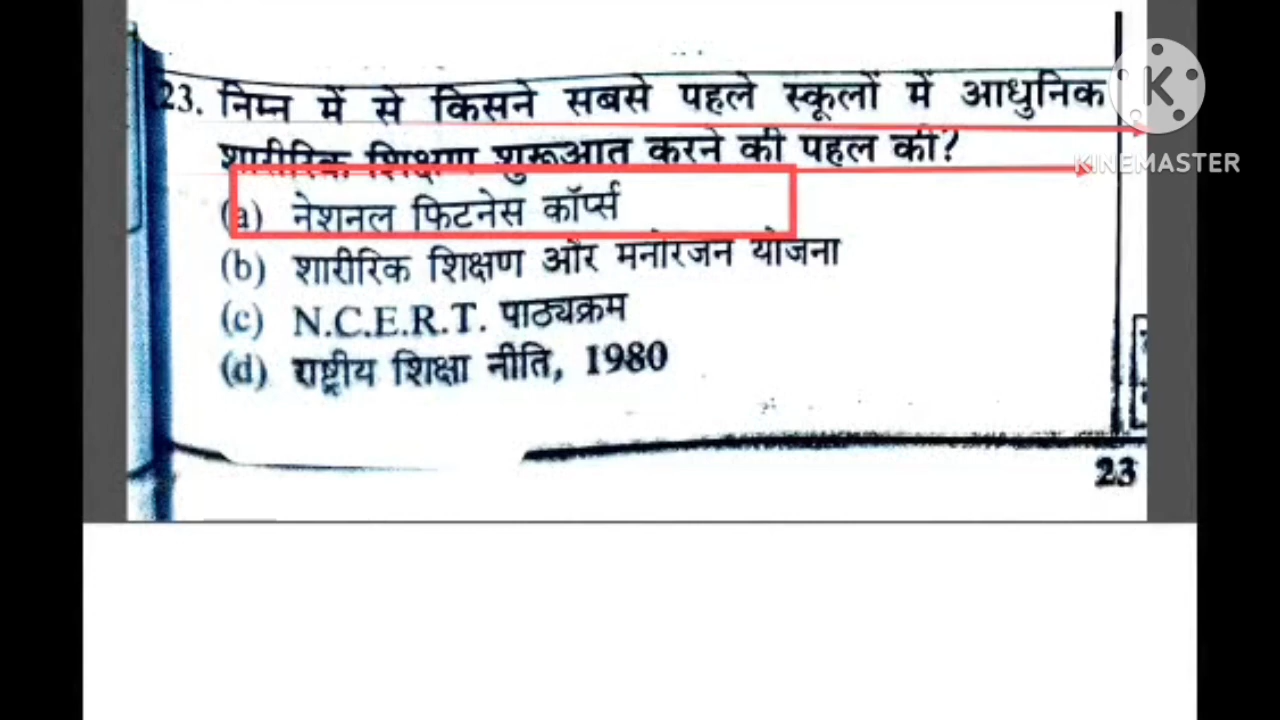 23. निम्न में से किसने सबसे पहले स्कूलों में आधुनिक
शारीरिक शिक्षण शुरूआत करने की पहल की?
(a) नेशनल फिटनेस कॉर्प्स
(b) शारीरिक शिक्षण और मनोरंजन योजना
(c) N.C.E.R.T. पाठ्यक्रम
(d) राष्ट्रीय शिक्षा नीति, 1980
23
K
KINEMASTER